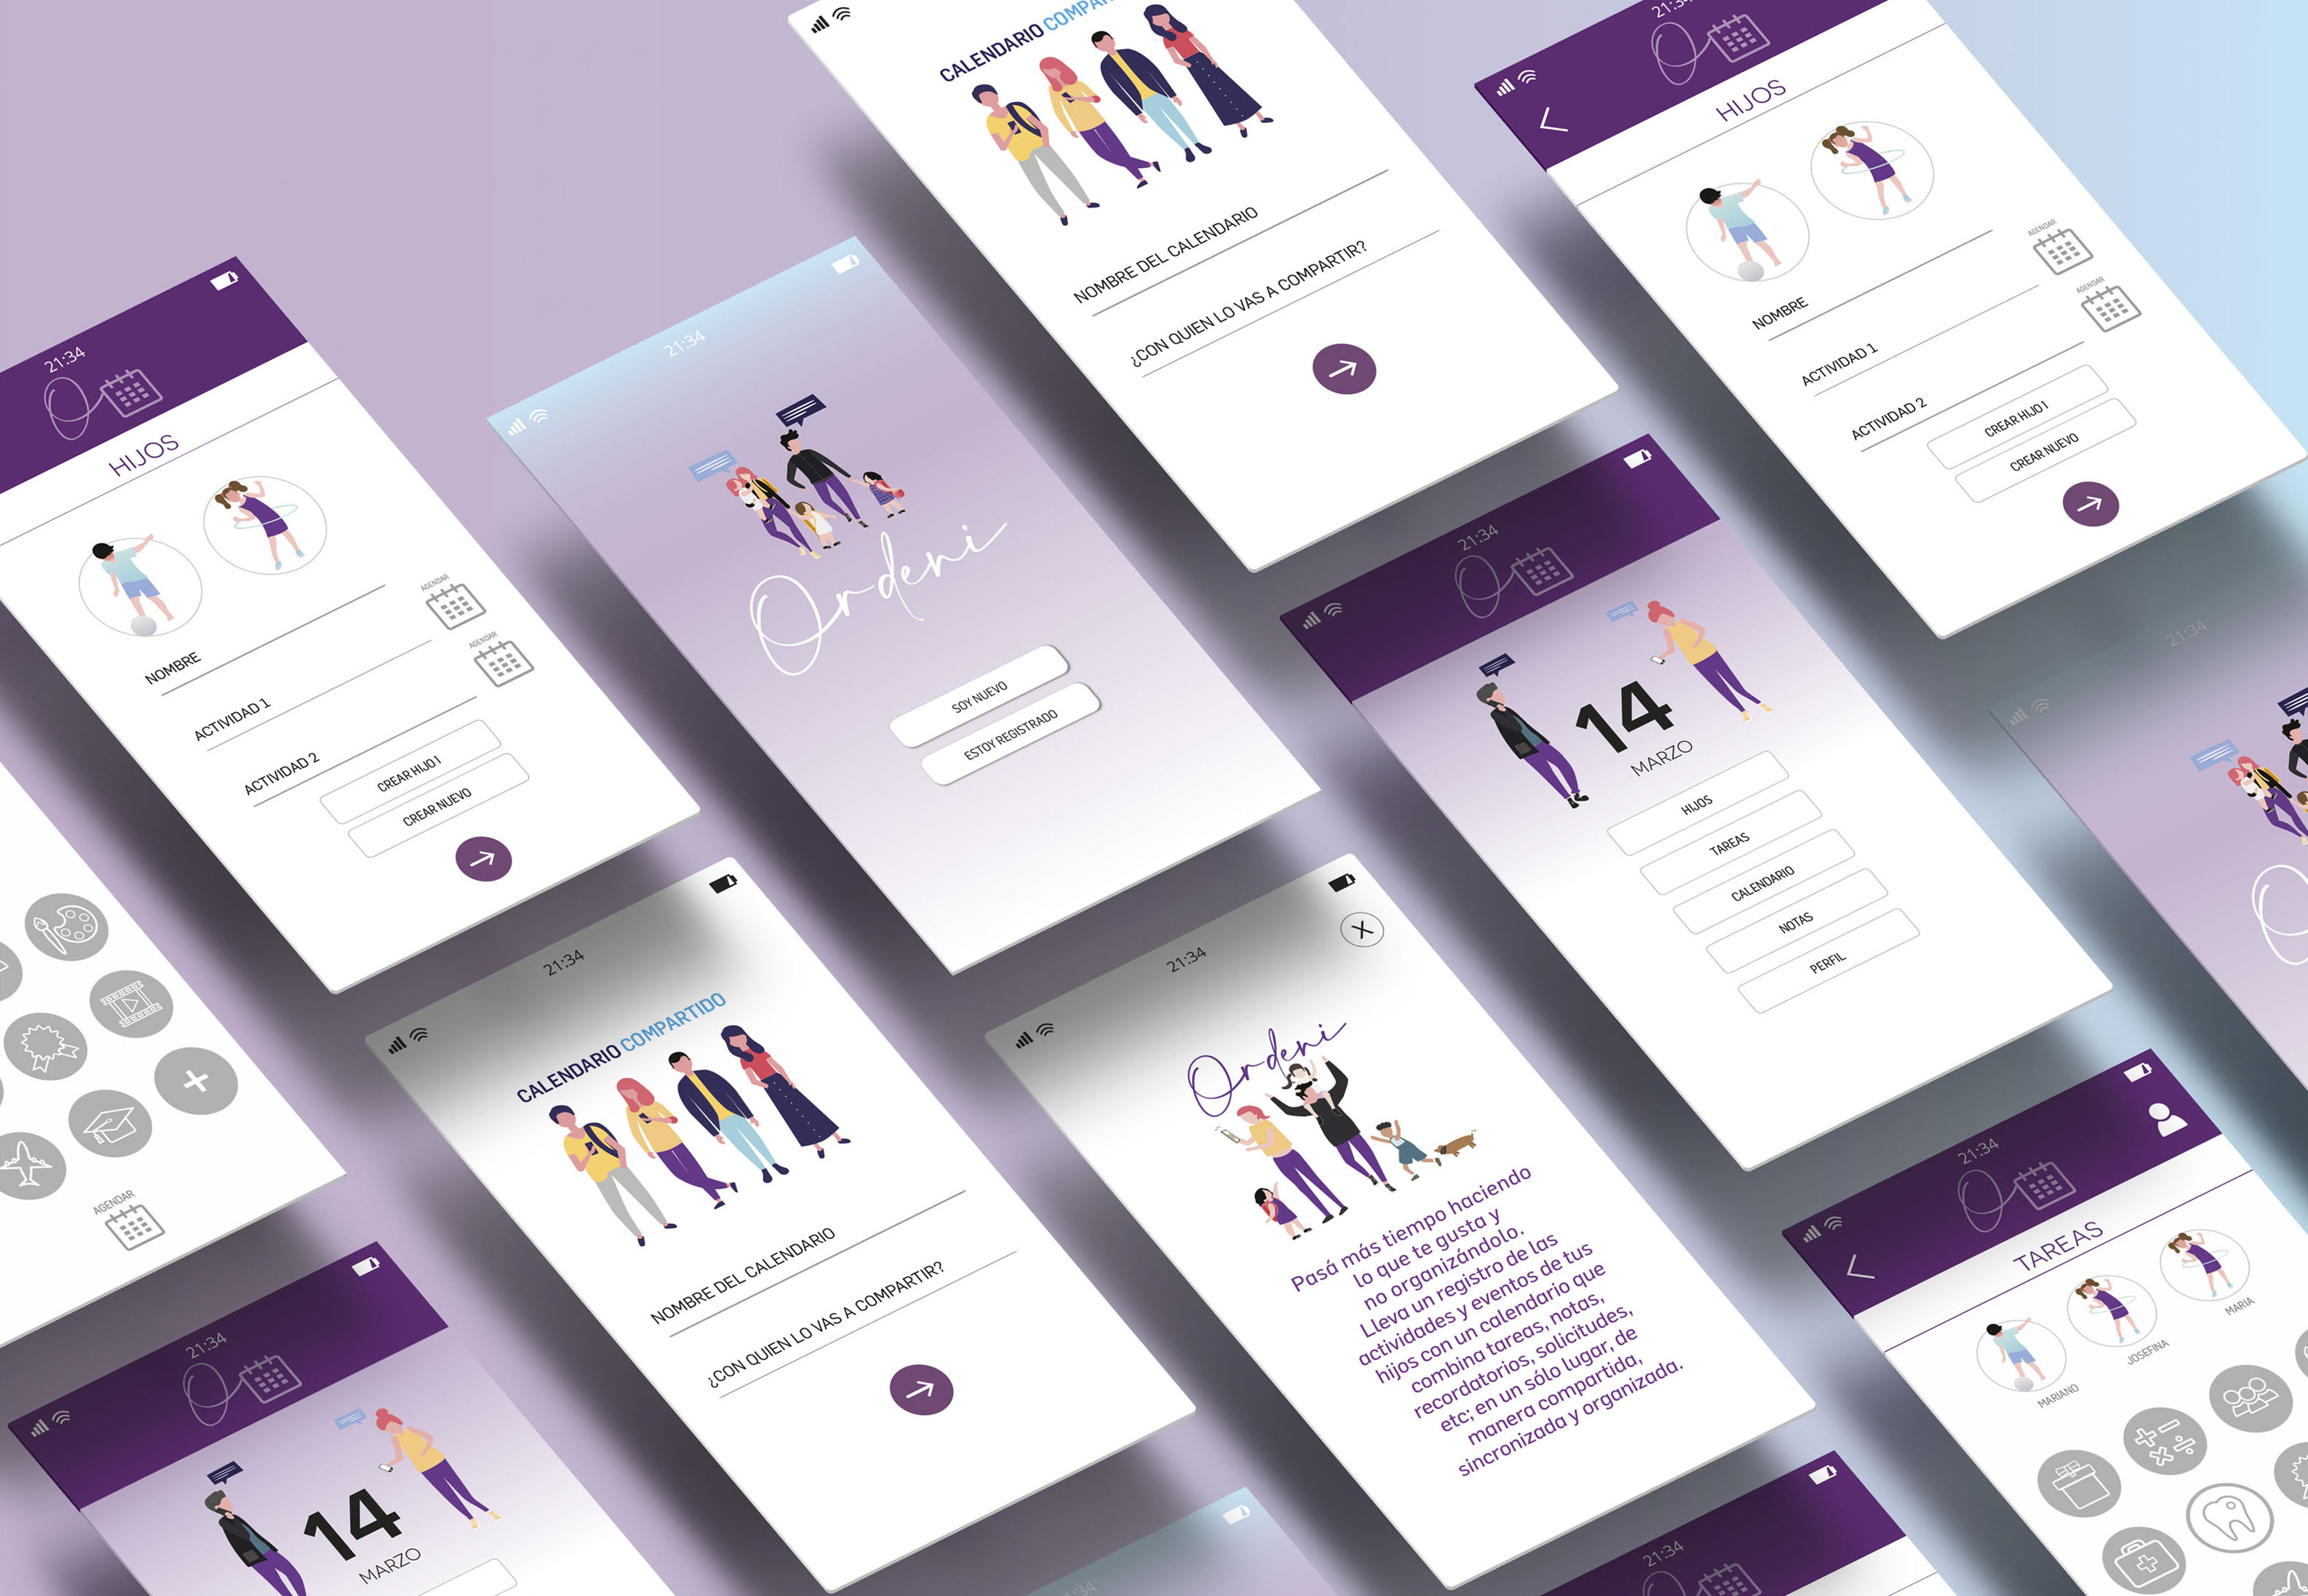 CALENDARIO COMPAR
NOMBRE DEL CALENDARIO
¿CON QUIEN LO VAS A COMPARTIR?
21:34
HIJOS
AGENDAR
AGENDAR
NOMBRE
ACTIVIDAD 1
ACTIVIDAD 2
CREAR HIJO 1
CREAR NUEVO
21:34
HIJOS
AGENDAR
AGENDAR
NOMBRE
ACTIVIDAD 1
ACTIVIDAD 2
CREAR HIJO 1
CREAR NUEVO
21:34
Ordeni
SOY NUEVO
ESTOY REGISTRADO
21:34
14
MARZO
HIJOS
TAREAS
CALENDARIO
NOTAS
PERFIL
21:34
AGENDAR
21:34
CALENDARIO COMPARTIDO
NOMBRE DEL CALENDARIO
¿CON QUIEN LO VAS A COMPARTIR?
21:34
X
Ordeni
Pasá más tiempo haciendo
lo que te gusta y
no organizándolo.
Lleva un registro de las
actividades y eventos de tus
hijos con un calendario que
combina tareas, notas,
recordatorios, solicitudes,
etc; en un sólo lugar, de
manera compartida,
sincronizada y organizada.
21:34
TAREAS
MARIANO
JOSEFINA
MARIA
21:34
14
MARZO
21:34